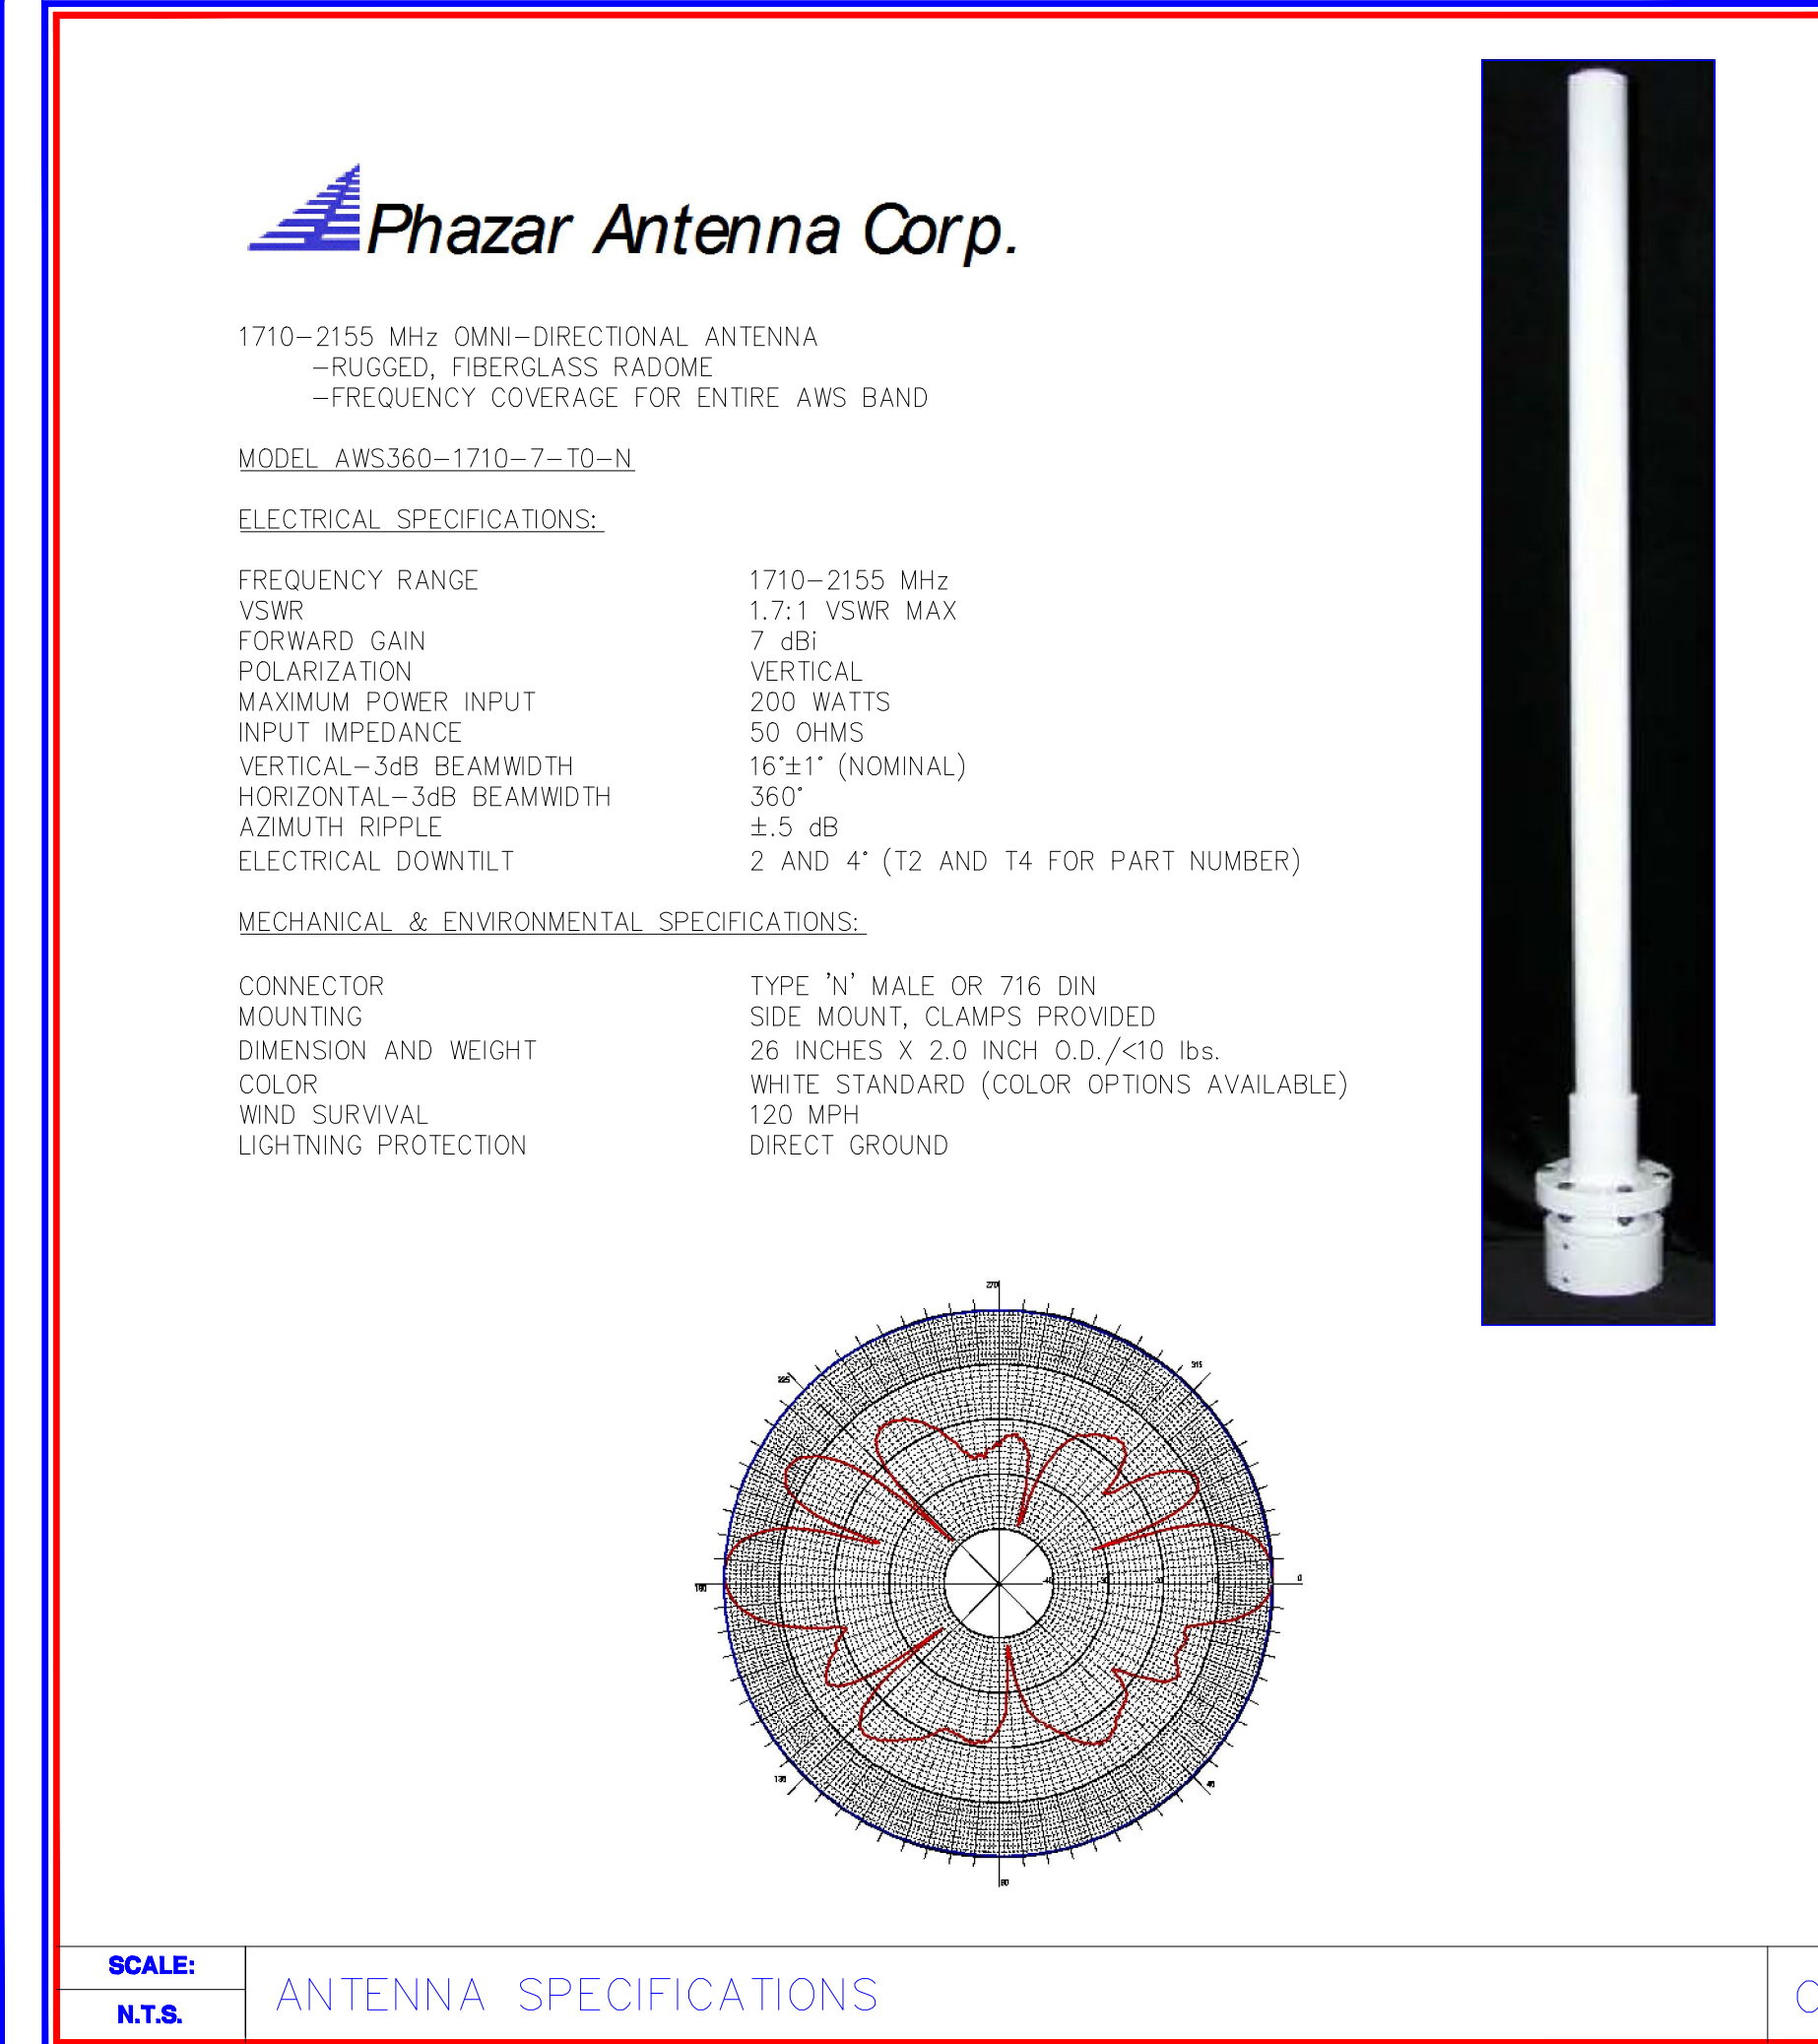 Phazar Antenna Corp.
1710-2155 MHz OMNI-DIRECTIONAL ANTENNA
-RUGGED, FIBERGLASS RADOME
-FREQUENCY COVERAGE FOR ENTIRE AWS BAND
MODEL AWS360-1710-7-T0-N
ELECTRICAL SPECIFICATIONS:
FREQUENCY RANGE 1710-2155 MHz
VSWR 1.7:1 VSWR MAX
FORWARD GAIN 7 dBi
POLARIZATION VERTICAL
MAXIMUM POWER INPUT 200 WATTS
INPUT IMPEDANCE 50 OHMS
VERTICAL-3dB BEAMWIDTH 16°±1° (NOMINAL)
HORIZONTAL-3dB BEAMWIDTH 360°
AZIMUTH RIPPLE ±.5 dB
ELECTRICAL DOWNTILT 2 AND 4° (T2 AND T4 FOR PART NUMBER)
MECHANICAL & ENVIRONMENTAL SPECIFICATIONS:
CONNECTOR TYPE 'N' MALE OR 716 DIN
MOUNTING SIDE MOUNT, CLAMPS PROVIDED
DIMENSION AND WEIGHT 26 INCHES X 2.0 INCH O.D./<10 lbs.
COLOR WHITE STANDARD (COLOR OPTIONS AVAILABLE)
WIND SURVIVAL 120 MPH
LIGHTNING PROTECTION DIRECT GROUND
270
315
225
180
-40 -30 -20 -10 0
135
45
90
SCALE:
N.T.S.
ANTENNA SPECIFICATIONS